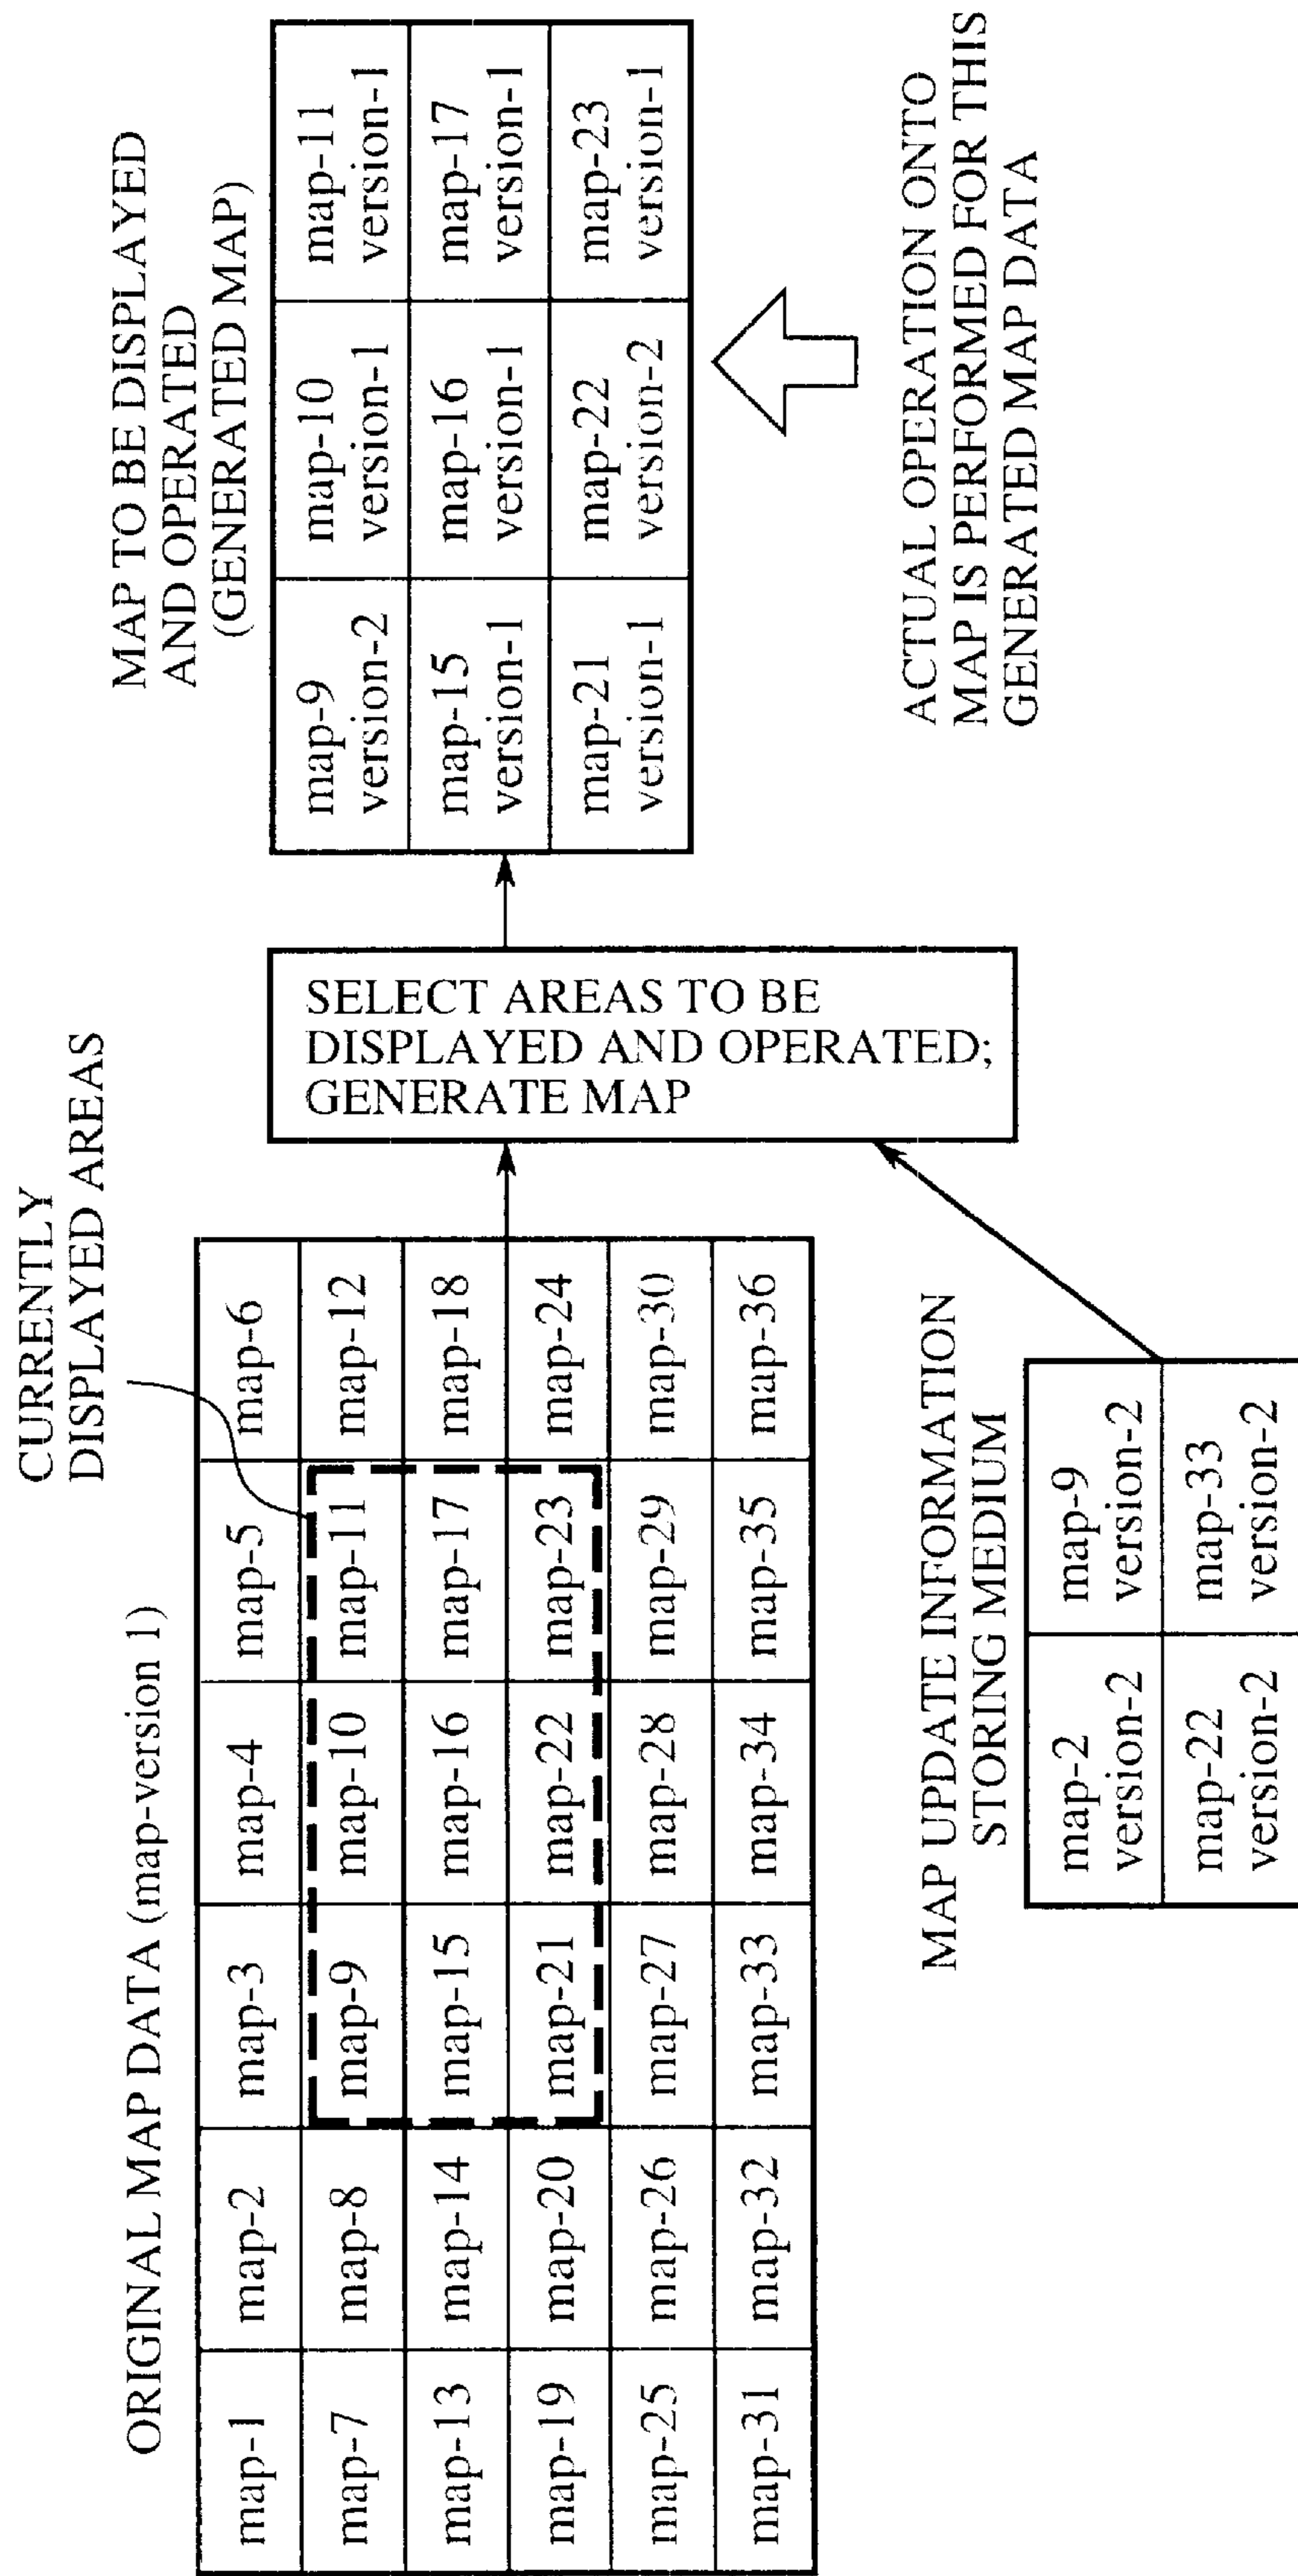 ORIGINAL MAP DATA (map-version 1)
CURRENTLY
DISPLAYED AREAS
map-1 map-2 map-3 map-4 map-5 map-6
map-7 map-8 map-9 map-10 map-11 map-12
map-13 map-14 map-15 map-16 map-17 map-18
map-19 map-20 map-21 map-22 map-23 map-24
map-25 map-26 map-27 map-28 map-29 map-30
map-31 map-32 map-33 map-34 map-35 map-36
MAP UPDATE INFORMATION
STORING MEDIUM
map-2 map-9
version-2 version-2
map-22 map-33
version-2 version-2
SELECT AREAS TO BE
DISPLAYED AND OPERATED;
GENERATE MAP
MAP TO BE DISPLAYED
AND OPERATED
(GENERATED MAP)
map-9 map-10 map-11
version-2 version-1 version-1
map-15 map-16 map-17
version-1 version-1 version-1
map-21 map-22 map-23
version-1 version-2 version-1
ACTUAL OPERATION ONTO
MAP IS PERFORMED FOR THIS
GENERATED MAP DATA